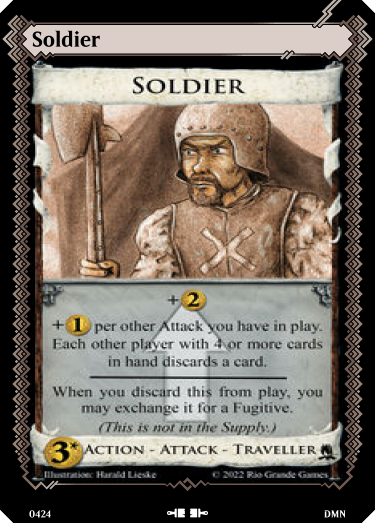 Soldier
SOLDIER
+2
+1 per other Attack you have in play.
Each other player with 4 or more cards
in hand discards a card.
When you discard this from play, you
may exchange it for a Fugitive.
(This is not in the Supply.)
3* ACTION - ATTACK - TRAVELLER
Illustration: Harald Lieske © 2022 Rio Grande Games
0424 DMN